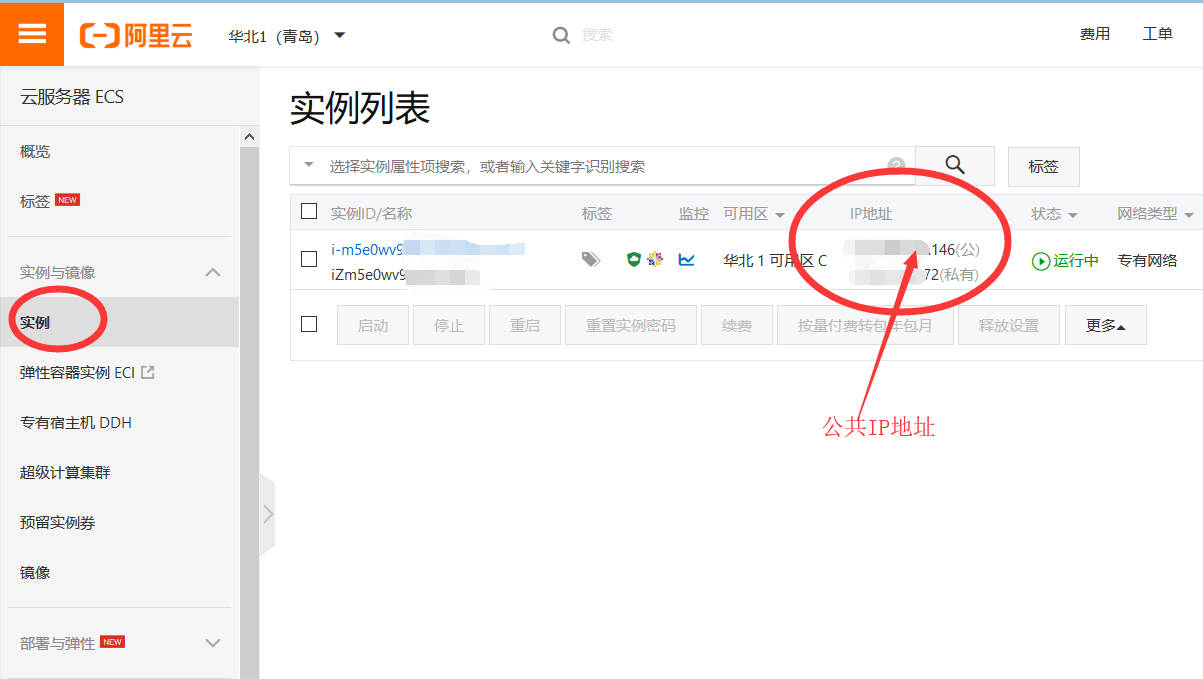 阿里云 华北1（青岛） 搜索 费用 工单
云服务器 ECS
概览
标签 NEW
实例与镜像
实例
弹性容器实例 ECI
专有宿主机 DDH
超级计算集群
预留实例券
镜像
部署与弹性 NEW
实例列表
选择实例属性项搜索，或者输入关键字识别搜索 ? 标签
实例ID/名称 标签 监控 可用区 IP地址 状态 网络类型
i-m5e0wv9 .146(公)
iZm5e0wv9 72(私有)
华北 1 可用区 C 运行中 专有网络
启动 停止 重启 重置实例密码 续费 按量付费转包年包月 释放设置 更多
公共IP地址